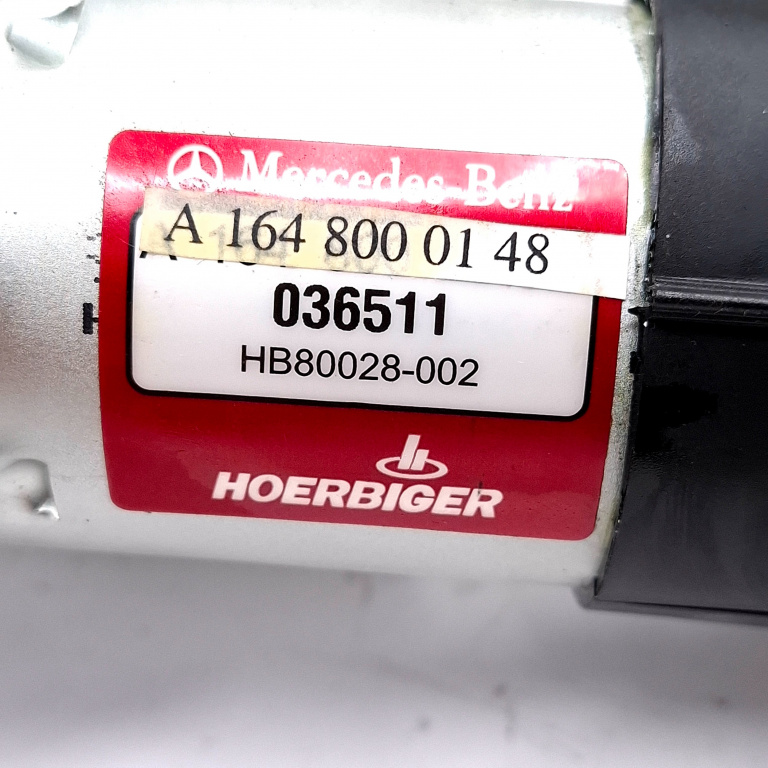 Mercedes-Benz
A 164 800 01 48
036511
HB80028-002
HOERBIGER